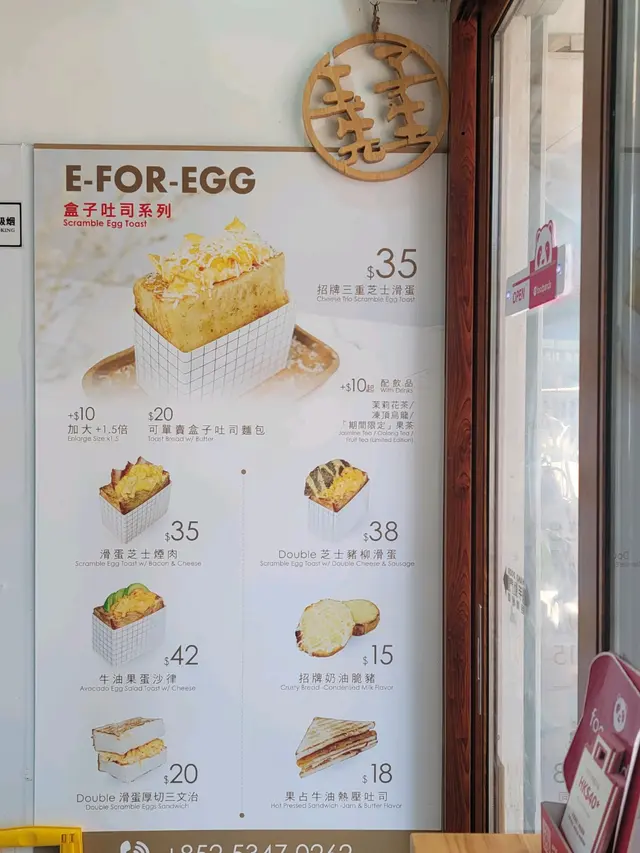 E-FOR-EGG
盒子吐司系列
Scramble Egg Toast
$35
招牌三重芝士滑蛋
Cheese Trio Scramble Egg Toast
+$10
加大+1.5倍
Enlarge Size x1.5
$20
可單賣盒子吐司麵包
Toast Bread w/ Butter
+$10起 配飲品
With Drinks
茉莉花茶/
凍頂烏龍/
「期間限定」果茶
Jasmine Tea / Oolong Tea /
Fruit Tea (Limited Edition)
$35
滑蛋芝士煙肉
Scramble Egg Toast w/ Bacon & Cheese
$38
Double 芝士豬柳滑蛋
Scramble Egg Toast w/ Double Cheese & Sausage
$42
牛油果蛋沙律
Avocado Egg Salad Toast w/ Cheese
$15
招牌奶油脆豬
Crusty Bread -Condensed Milk Flavor
$20
Double 滑蛋厚切三文治
Double Scramble Eggs Sandwich
$18
果占牛油熱壓吐司
Hot Pressed Sandwich -Jam & Butter Flavor
+852 5347 0262
OPEN
foodpanda
HK$40